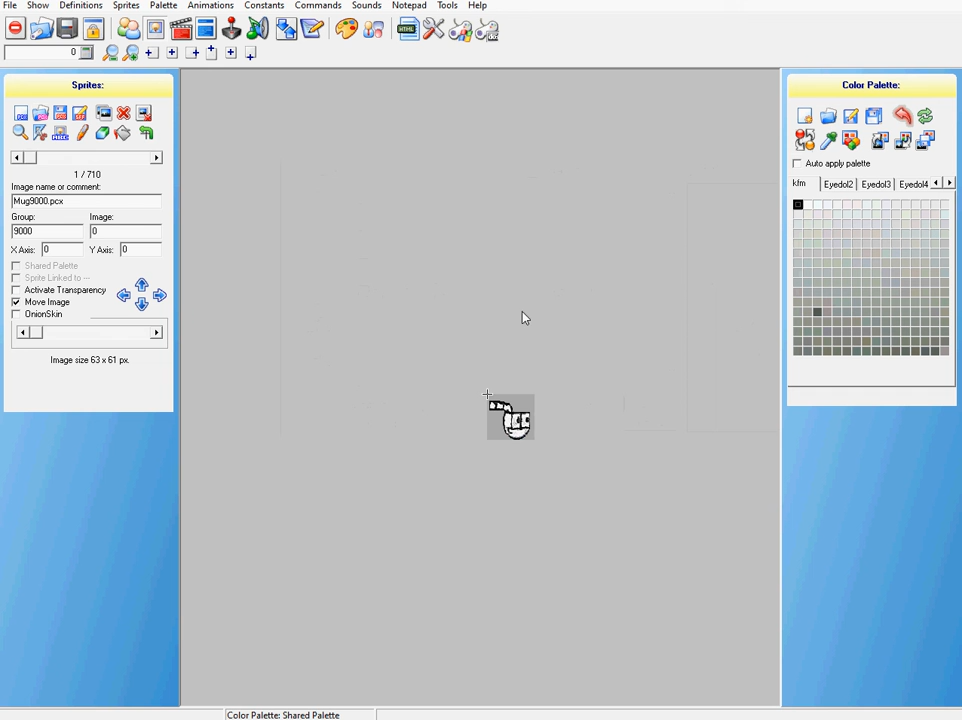 File Show Definitions Sprites Palette Animations Constants Commands Sounds Notepad Tools Help
HTML
0
Sprites:
Color Palette:
Auto apply palette
1 / 710
kfm Eyedol2 Eyedol3 Eyedol4
Image name or comment:
Mug9000.pcx
Group: Image:
9000 0
X Axis: 0 Y Axis: 0
Shared Palette
Sprite Linked to --
Activate Transparency
Move Image
OnionSkin
Image size 63 x 61 px.
Color Palette: Shared Palette